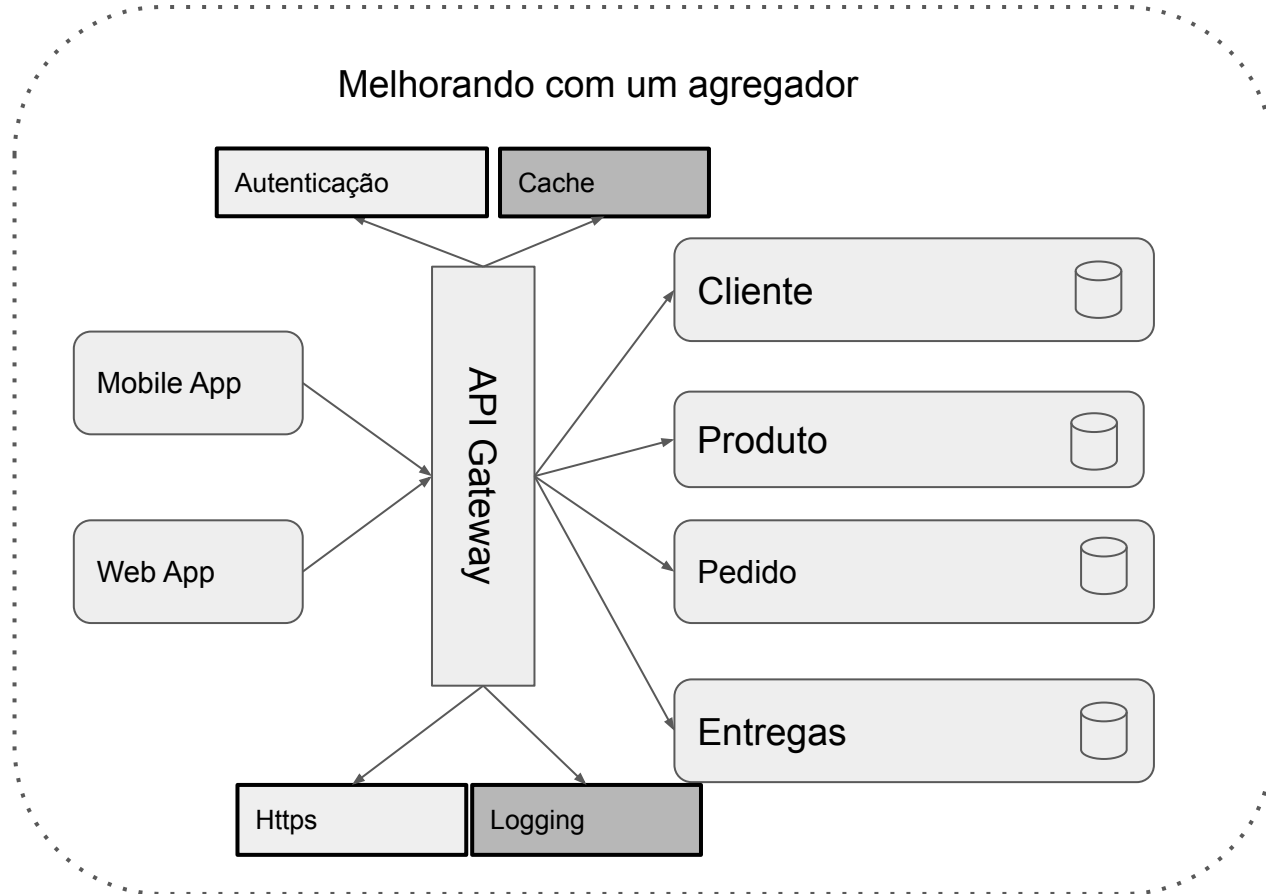 Melhorando com um agregador
Autenticação
Cache
Mobile App
Web App
API Gateway
Cliente
Produto
Pedido
Entregas
Https
Logging